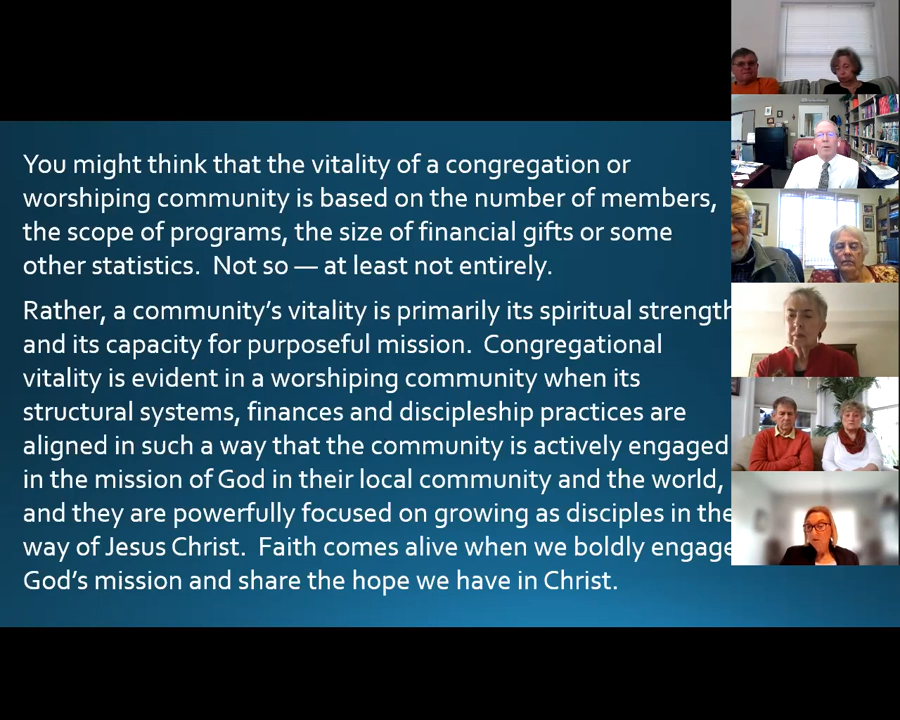 You might think that the vitality of a congregation or
worshiping community is based on the number of members,
the scope of programs, the size of financial gifts or some
other statistics.  Not so — at least not entirely.
Rather, a community's vitality is primarily its spiritual strength
and its capacity for purposeful mission.  Congregational
vitality is evident in a worshiping community when its
structural systems, finances and discipleship practices are
aligned in such a way that the community is actively engaged
in the mission of God in their local community and the world,
and they are powerfully focused on growing as disciples in the
way of Jesus Christ.  Faith comes alive when we boldly engage
God's mission and share the hope we have in Christ.